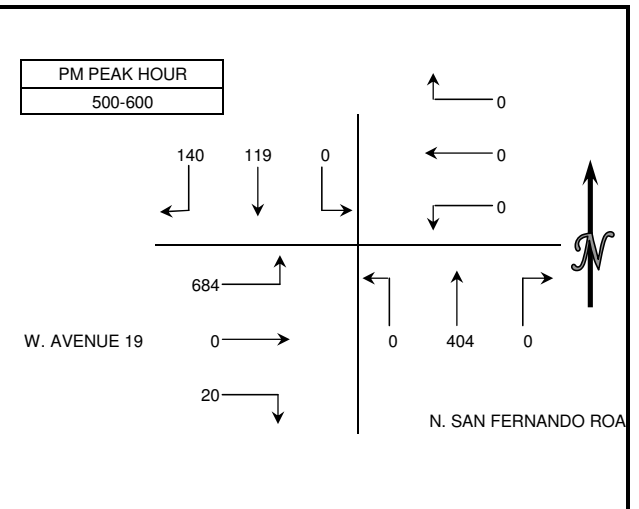 PM PEAK HOUR
500-600
0
140 119 0
0
0
684
W. AVENUE 19 0
0 404 0
20
N. SAN FERNANDO ROA
N